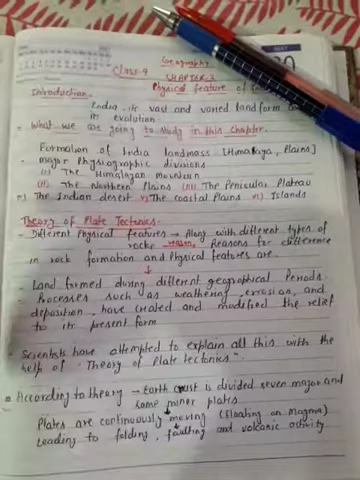 Geography
Class-9 CHAPTER-2
Physical feature of
Introduction
India - its vast and varied landform
its evolution
- What we are going to study in this chapter.
Formation of India landmass [Himalaya, Plains]
- major Physiographic divisions
(i) The Himalayan mountain
(ii) The Northern Plains (iii) The Penisular Plateau
iv) The Indian desert v) The Coastal Plains vi) Islands
Theory of Plate Tectonics -
- Different Physical features → Along with different types of
rocks Reasons for difference
in rock formation and Physical features are..
↓
- Land formed during differnt geographical Periods.
- Processes such as weathering, errosion, and
deposition, have created and modified the relief
to its present form
- Scientists have attempted to explain all this with the
help of "Theory of Plate tectonics".
According to theory → Earth crust is divided seven major and
some miner plates
Plates are continuously moving (floating on magma)
Leading to folding, faulting and volcanic activity